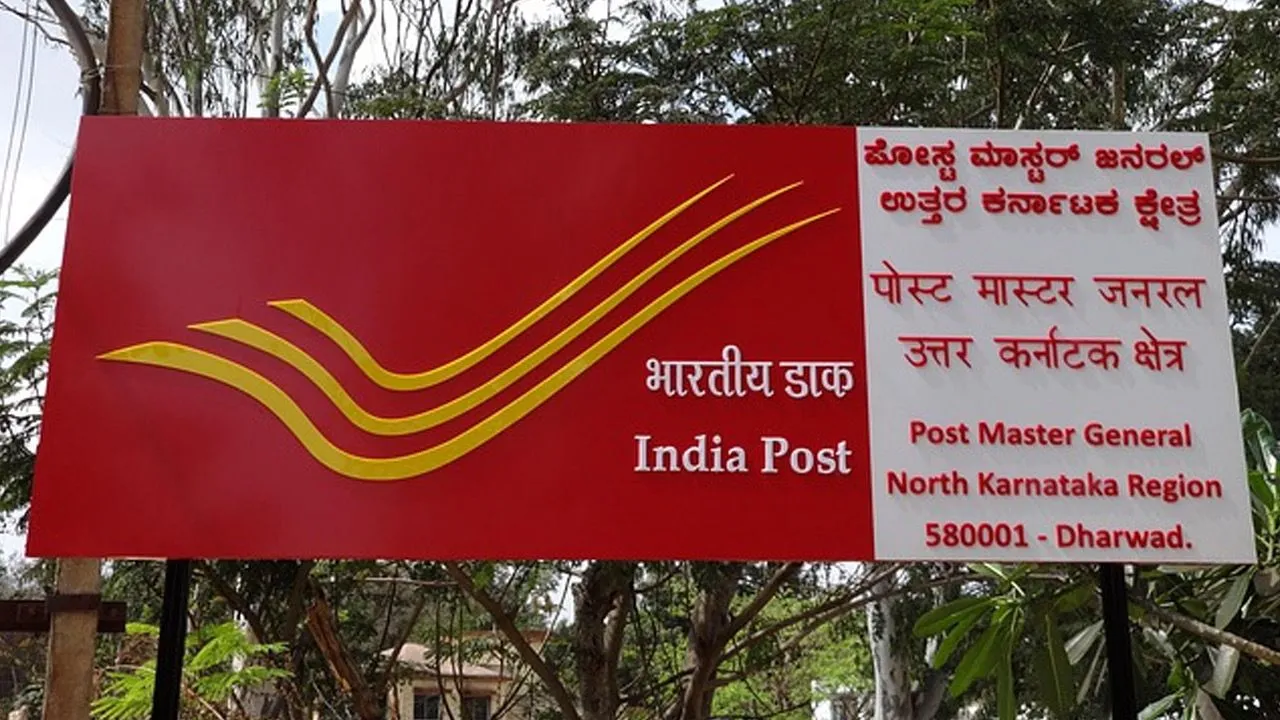 भारतीय डाक
India Post
ಪೋಸ್ಟ ಮಾಸ್ಟರ್ ಜನರಲ್
ಉತ್ತರ ಕರ್ನಾಟಕ ಕ್ಷೇತ್ರ
पोस्ट मास्टर जनरल
उत्तर कर्नाटक क्षेत्र
Post Master General
North Karnataka Region
580001 - Dharwad.